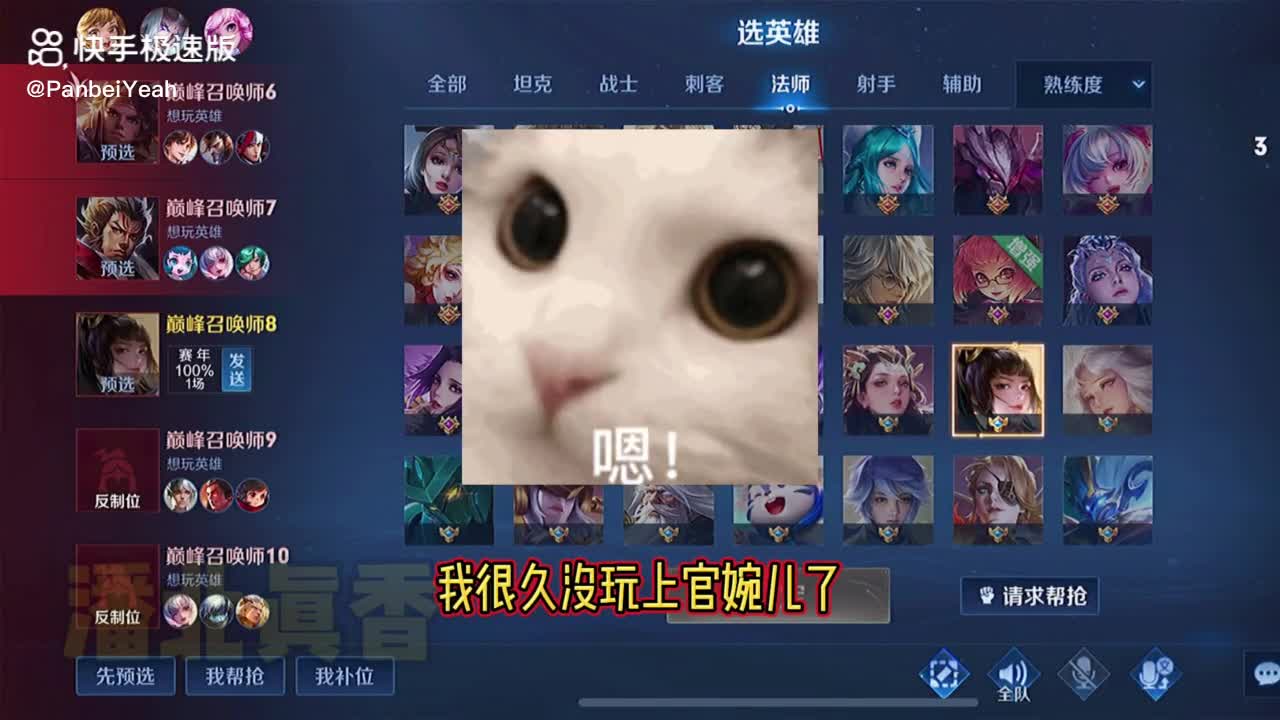 快手极速版
@PanbeiYeah
选英雄
全部
坦克
战士
刺客
法师
射手
辅助
熟练度
巅峰召唤师6
想玩英雄
预选
3
巅峰召唤师7
想玩英雄
预选
增强
巅峰召唤师8
赛年
100%
1场
发送
预选
巅峰召唤师9
想玩英雄
反制位
嗯!
巅峰召唤师10
想玩英雄
反制位
潘北真香
我很久没玩上官婉儿了
请求帮抢
先预选
我帮抢
我补位
全队